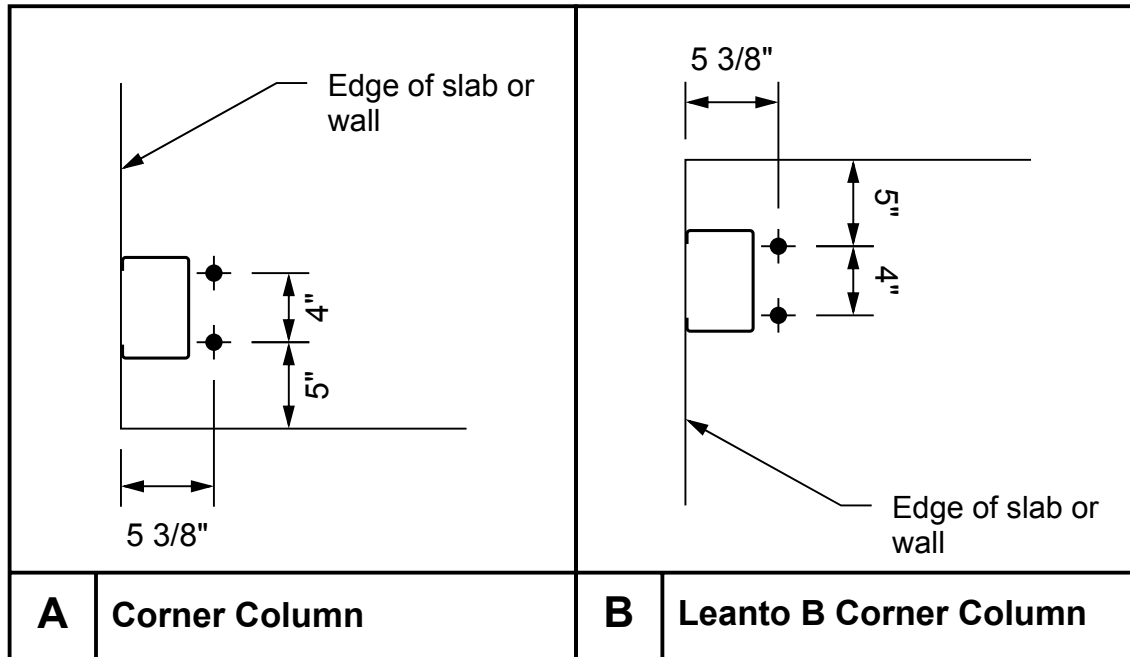 Edge of slab or
wall
4"
5"
5 3/8"
A
Corner Column
5 3/8"
5"
4"
Edge of slab or
wall
B
Leanto B Corner Column